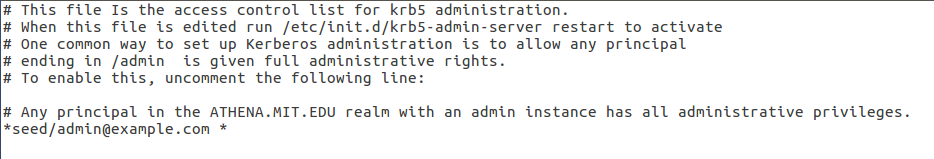 # This file Is the access control list for krb5 administration.
# When this file is edited run /etc/init.d/krb5-admin-server restart to activate
# One common way to set up Kerberos administration is to allow any principal
# ending in /admin  is given full administrative rights.
# To enable this, uncomment the following line:

# Any principal in the ATHENA.MIT.EDU realm with an admin instance has all administrative privileges.
*seed/admin@example.com *